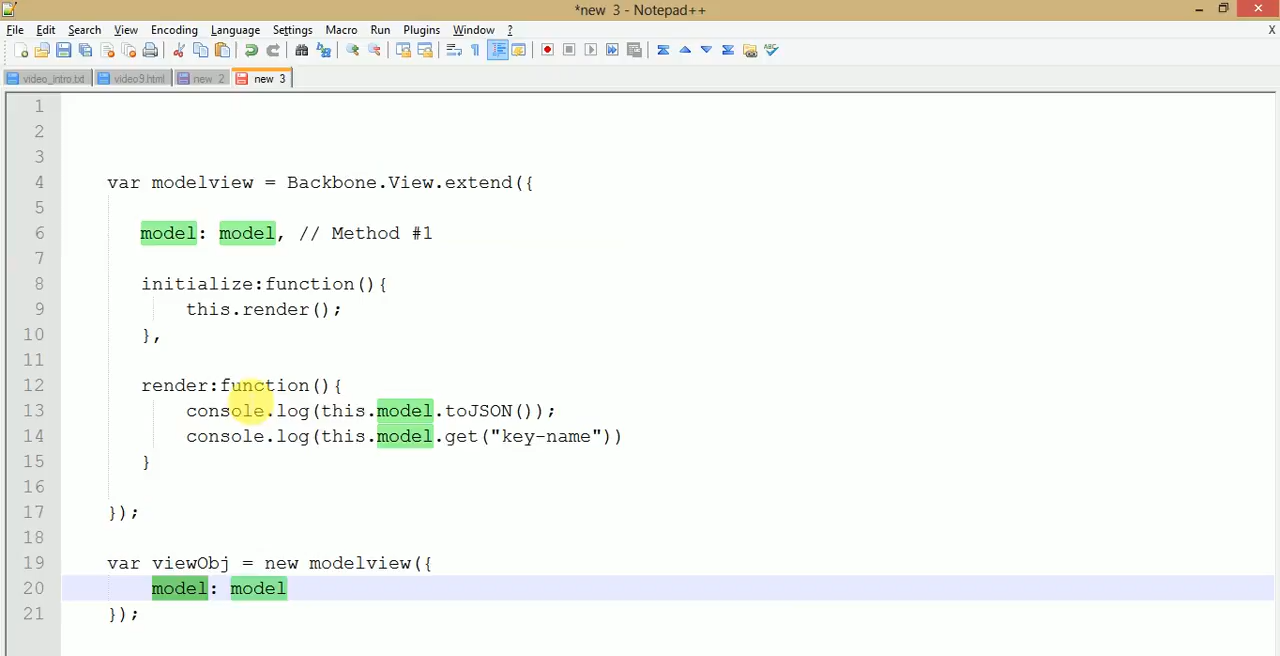 *new 3 - Notepad++
File Edit Search View Encoding Language Settings Macro Run Plugins Window ? X
video_intro.txt video9.html new 2 new 3
1
2
3
4 var modelview = Backbone.View.extend({
5
6 model: model, // Method #1
7
8 initialize:function(){
9 this.render();
10 },
11
12 render:function(){
13 console.log(this.model.toJSON());
14 console.log(this.model.get("key-name"))
15 }
16
17 });
18
19 var viewObj = new modelview({
20 model: model
21 });